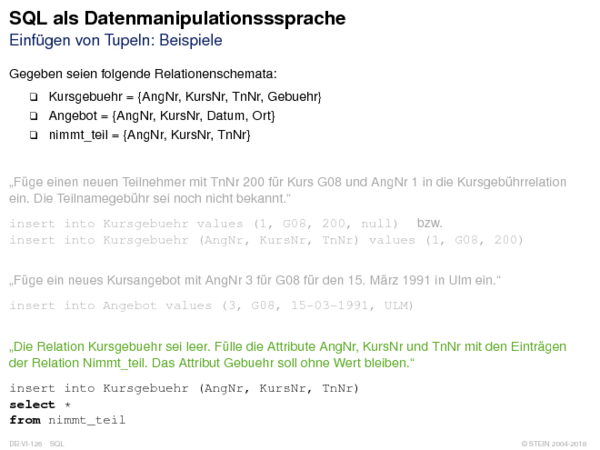 SQL als Datenmanipulationsssprache
Einfügen von Tupeln: Beispiele
Gegeben seien folgende Relationenschemata:
❑ Kursgebuehr = {AngNr, KursNr, TnNr, Gebuehr}
❑ Angebot = {AngNr, KursNr, Datum, Ort}
❑ nimmt_teil = {AngNr, KursNr, TnNr}
„Füge einen neuen Teilnehmer mit TnNr 200 für Kurs G08 und AngNr 1 in die Kursgebührrelation
ein. Die Teilnamegebühr sei noch nicht bekannt.“
insert into Kursgebuehr values (1, G08, 200, null) bzw.
insert into Kursgebuehr (AngNr, KursNr, TnNr) values (1, G08, 200)
„Füge ein neues Kursangebot mit AngNr 3 für G08 für den 15. März 1991 in Ulm ein.“
insert into Angebot values (3, G08, 15-03-1991, ULM)
„Die Relation Kursgebuehr sei leer. Fülle die Attribute AngNr, KursNr und TnNr mit den Einträgen
der Relation Nimmt_teil. Das Attribut Gebuehr soll ohne Wert bleiben.“
insert into Kursgebuehr (AngNr, KursNr, TnNr)
select *
from nimmt_teil
DB:VI-126 SQL © STEIN 2004-2018